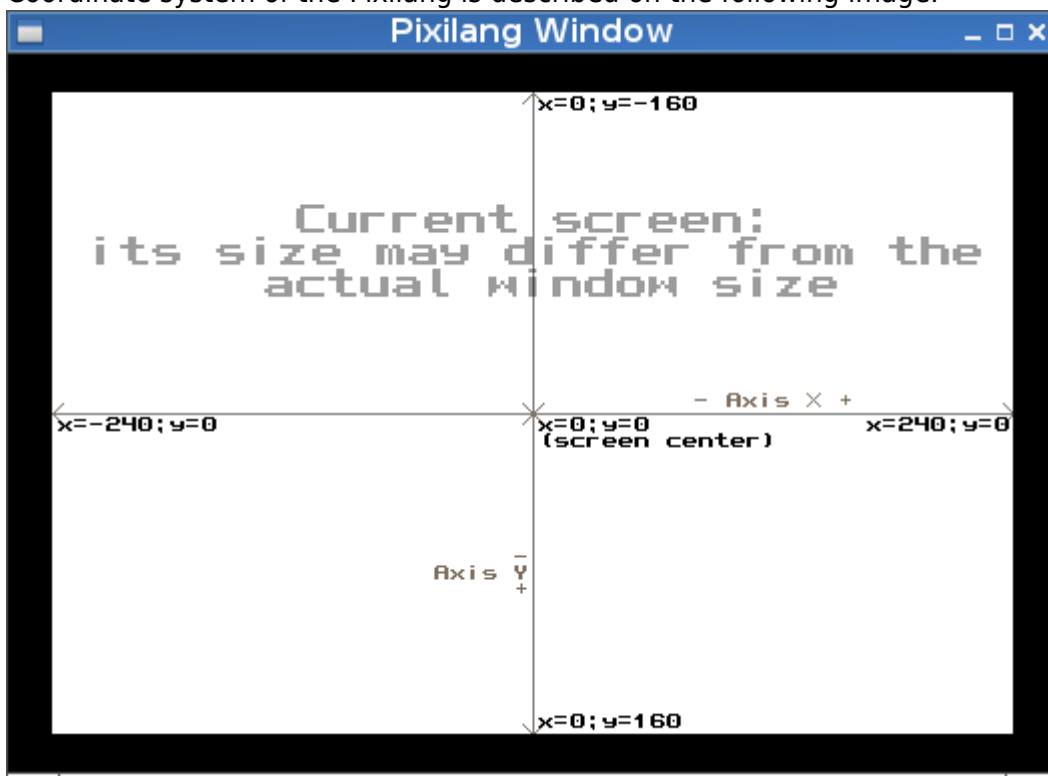 Coordinate system of the Pixilang is described on the following image:
Pixilang Window
x=0;y=-160
Current screen:
its size may differ from the
actual window size
- Axis X +
x=-240;y=0
x=0;y=0
x=240;y=0
(screen center)
-
Axis Y
+
x=0;y=160